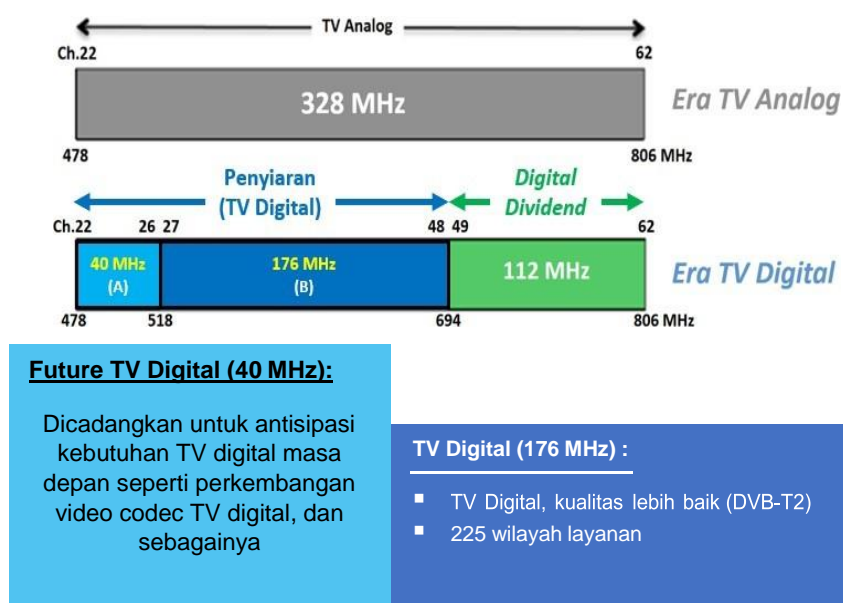 TV Analog
Ch.22 62
328 MHz
Era TV Analog
478 806 MHz
Penyiaran
(TV Digital)
Digital
Dividend
Ch.22 26 27 48 49 62
40 MHz
(A)
176 MHz
(B)
112 MHz
Era TV Digital
478 518 694 806 MHz
Future TV Digital (40 MHz):
Dicadangkan untuk antisipasi
kebutuhan TV digital masa
depan seperti perkembangan
video codec TV digital, dan
sebagainya
TV Digital (176 MHz) :
▪ TV Digital, kualitas lebih baik (DVB-T2)
▪ 225 wilayah layanan